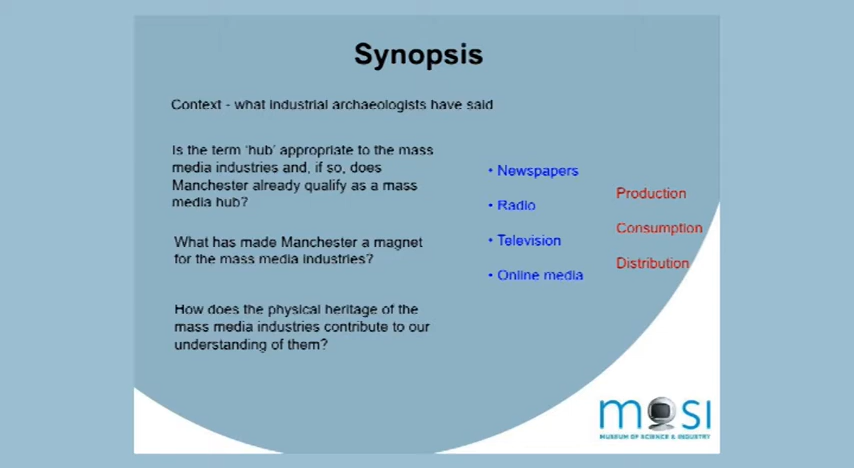 Synopsis
Context - what industrial archaeologists have said
Is the term 'hub' appropriate to the mass
media industries and, if so, does
Manchester already qualify as a mass
media hub?
What has made Manchester a magnet
for the mass media industries?
How does the physical heritage of the
mass media industries contribute to our
understanding of them?
• Newspapers
• Radio
• Television
• Online media
Production
Consumption
Distribution
mosi
MUSEUM OF SCIENCE & INDUSTRY